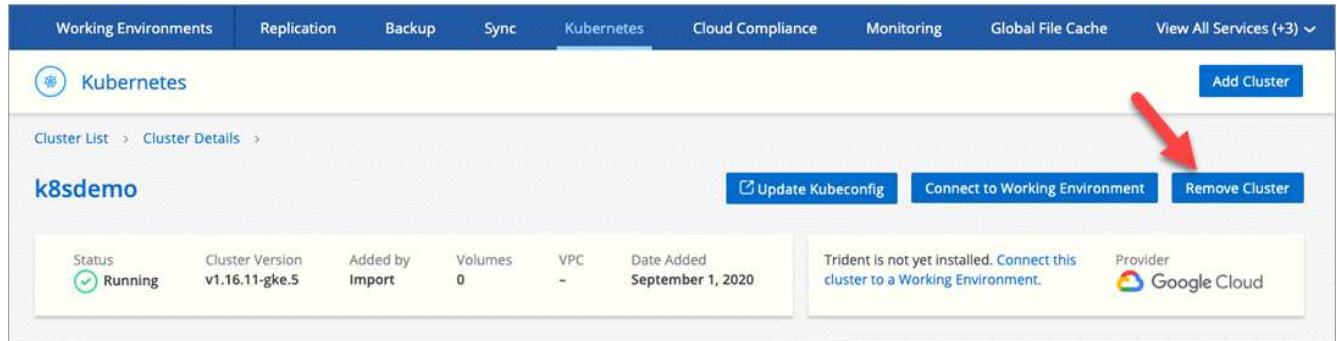 Working Environments Replication Backup Sync Kubernetes Cloud Compliance Monitoring Global File Cache View All Services (+3)
Kubernetes Add Cluster
Cluster List > Cluster Details >
k8sdemo Update Kubeconfig Connect to Working Environment Remove Cluster
Status Cluster Version Added by Volumes VPC Date Added
Running v1.16.11-gke.5 Import 0 – September 1, 2020
Trident is not yet installed. Connect this
cluster to a Working Environment.
Provider
Google Cloud